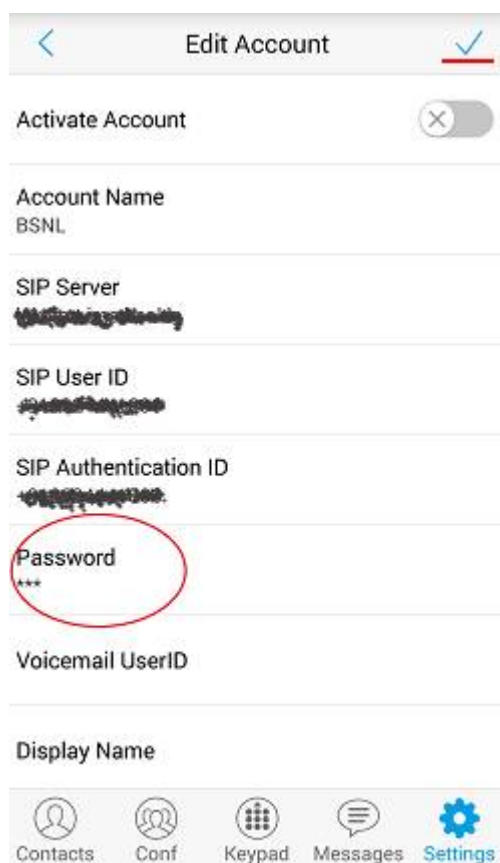 Edit Account
Activate Account
Account Name
BSNL
SIP Server
SIP User ID
SIP Authentication ID
Password
***
Voicemail UserID
Display Name
Contacts Conf Keypad Messages Settings